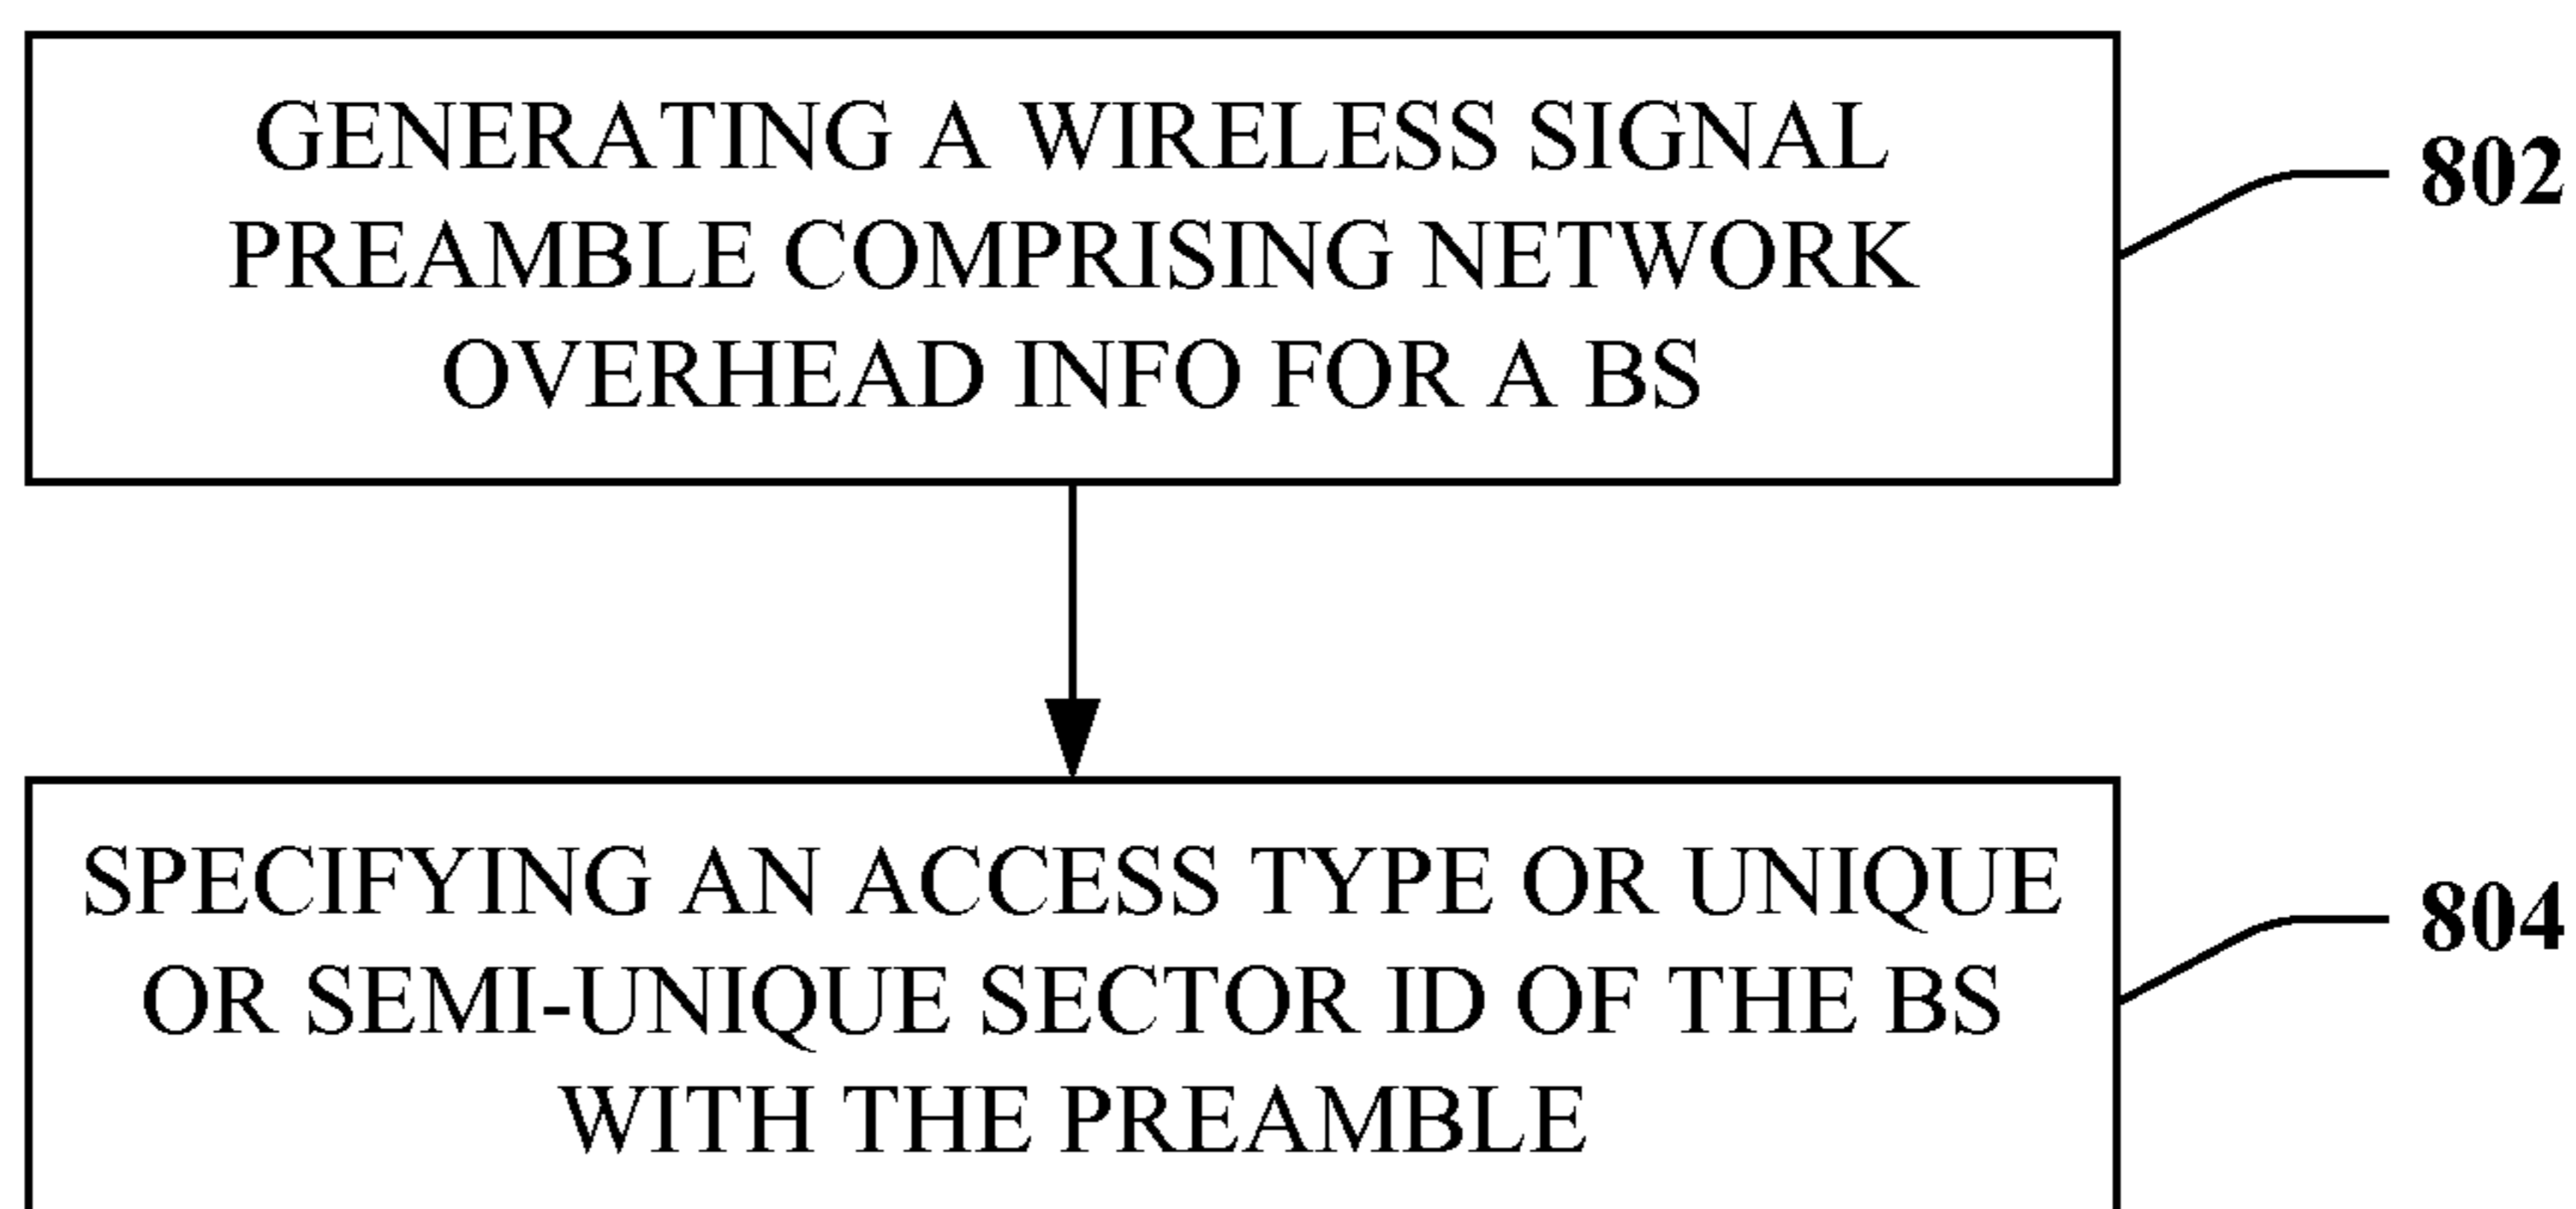 GENERATING A WIRELESS SIGNAL
PREAMBLE COMPRISING NETWORK
OVERHEAD INFO FOR A BS
802
SPECIFYING AN ACCESS TYPE OR UNIQUE
OR SEMI-UNIQUE SECTOR ID OF THE BS
WITH THE PREAMBLE
804